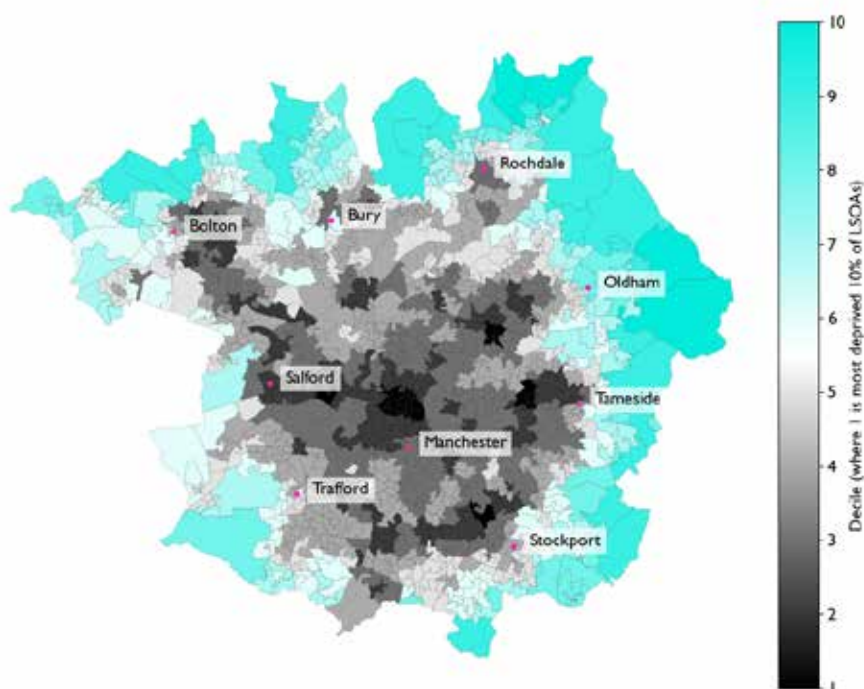 Rochdale
Bury
Bolton
Oldham
Salford
Tameside
Manchester
Trafford
Stockport
10
9
8
7
6
5
4
3
2
1
Decile (where 1 is most deprived 10% of LSOAs)